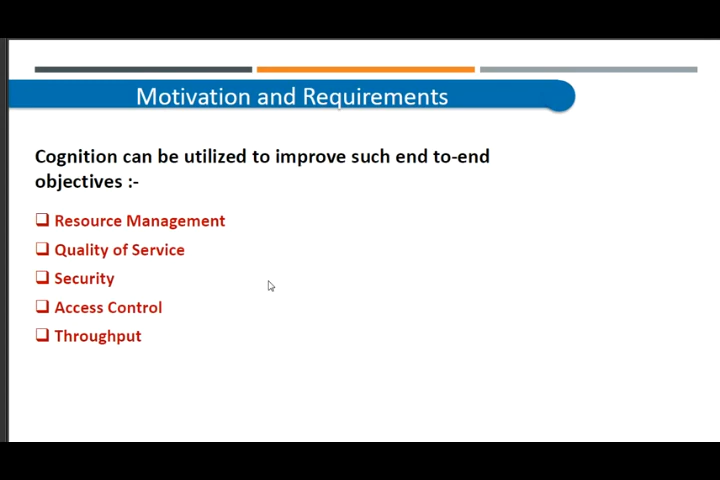 Motivation and Requirements
Cognition can be utilized to improve such end to-end
objectives :-
Resource Management
Quality of Service
Security
Access Control
Throughput